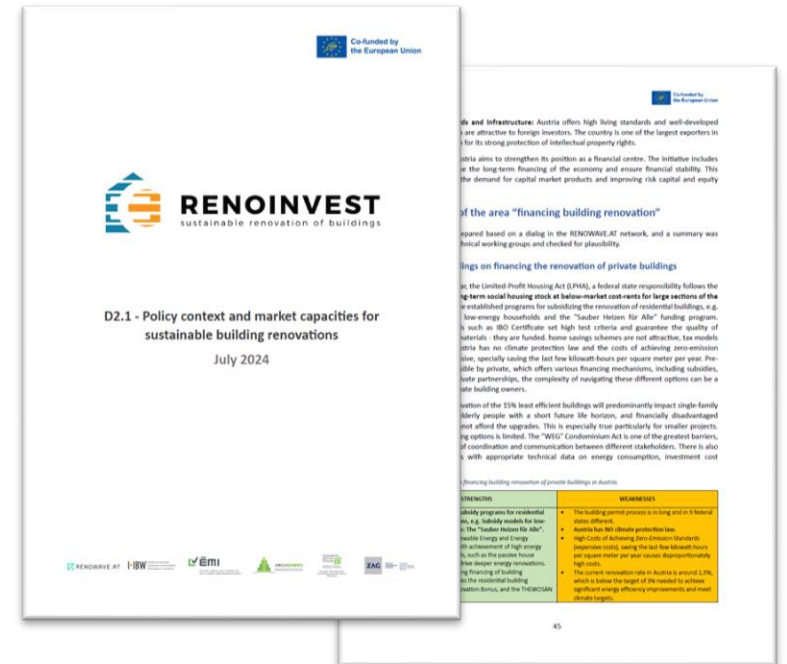 Co-funded by
the European Union
RENOINVEST
sustainable renovation of buildings
D2.1 - Policy context and market capacities for
sustainable building renovations
July 2024
RENOWAVE.AT
I-IBW
ËMI
ZAG
Co-funded by
the European Union
ds and Infrastructure: Austria offers high living standards and well-developed
are attractive to foreign investors. The country is one of the largest exporters in
for its strong protection of intellectual property rights.
stria aims to strengthen its position as a financial centre. The initiative includes
e the long-term financing of the economy and ensure financial stability. This
the demand for capital market products and improving risk capital and equity
of the area "financing building renovation"
epared based on a dialog in the RENOWAVE.AT network, and a summary was
hnical working groups and checked for plausibility.
ings on financing the renovation of private buildings
ar, the Limited-Profit Housing Act (LPHA), a federal state responsibility follows the
ng-term social housing stock at below-market cost-rents for large sections of the
e established programs for subsidizing the renovation of residential buildings, e.g.
low-energy households and the "Sauber Heizen für Alle" funding program.
s such as IBO Certificate set high test criteria and guarantee the quality of
aterials - they are funded. home savings schemes are not attractive, tax models
stria has no climate protection law and the costs of achieving zero-emission
sive, specially saving the last few kilowatt-hours per square meter per year. Pre-
ible by private, which offers various financing mechanisms, including subsidies,
vate partnerships, the complexity of navigating these different options can be a
ate building owners.
vation of the 15% least efficient buildings will predominantly impact single-family
lderly people with a short future life horizon, and financially disadvantaged
not afford the upgrades. This is especially true particularly for smaller projects.
ng options is limited. The "WEG" Condominium Act is one of the greatest barriers,
of coordination and communication between different stakeholders. There is also
s with appropriate technical data on energy consumption, investment cost
financing building renovation of private buildings in Austria.
STRENGTHS
WEAKNESSES
ubsidy programs for residential
es, e.g. Subsidy models for low-
s: The "Sauber Heizen für Alle".
wable Energy and Energy
th achievement of high energy
s, such as the passive house
rive deeper energy renovations.
ng financing of building
s the residential building
ovation Bonus, and the THEWOSAN
• The building permit process is in long and in 9 federal
states different.
• Austria has NO climate protection law.
• High Costs of Achieving Zero-Emission Standards
(expensive costs), saving the last few kilowatt-hours
per square meter per year causes disproportionately
high costs.
• The current renovation rate in Austria is around 1.5%,
which is below the target of 3% needed to achieve
significant energy efficiency improvements and meet
climate targets.
45